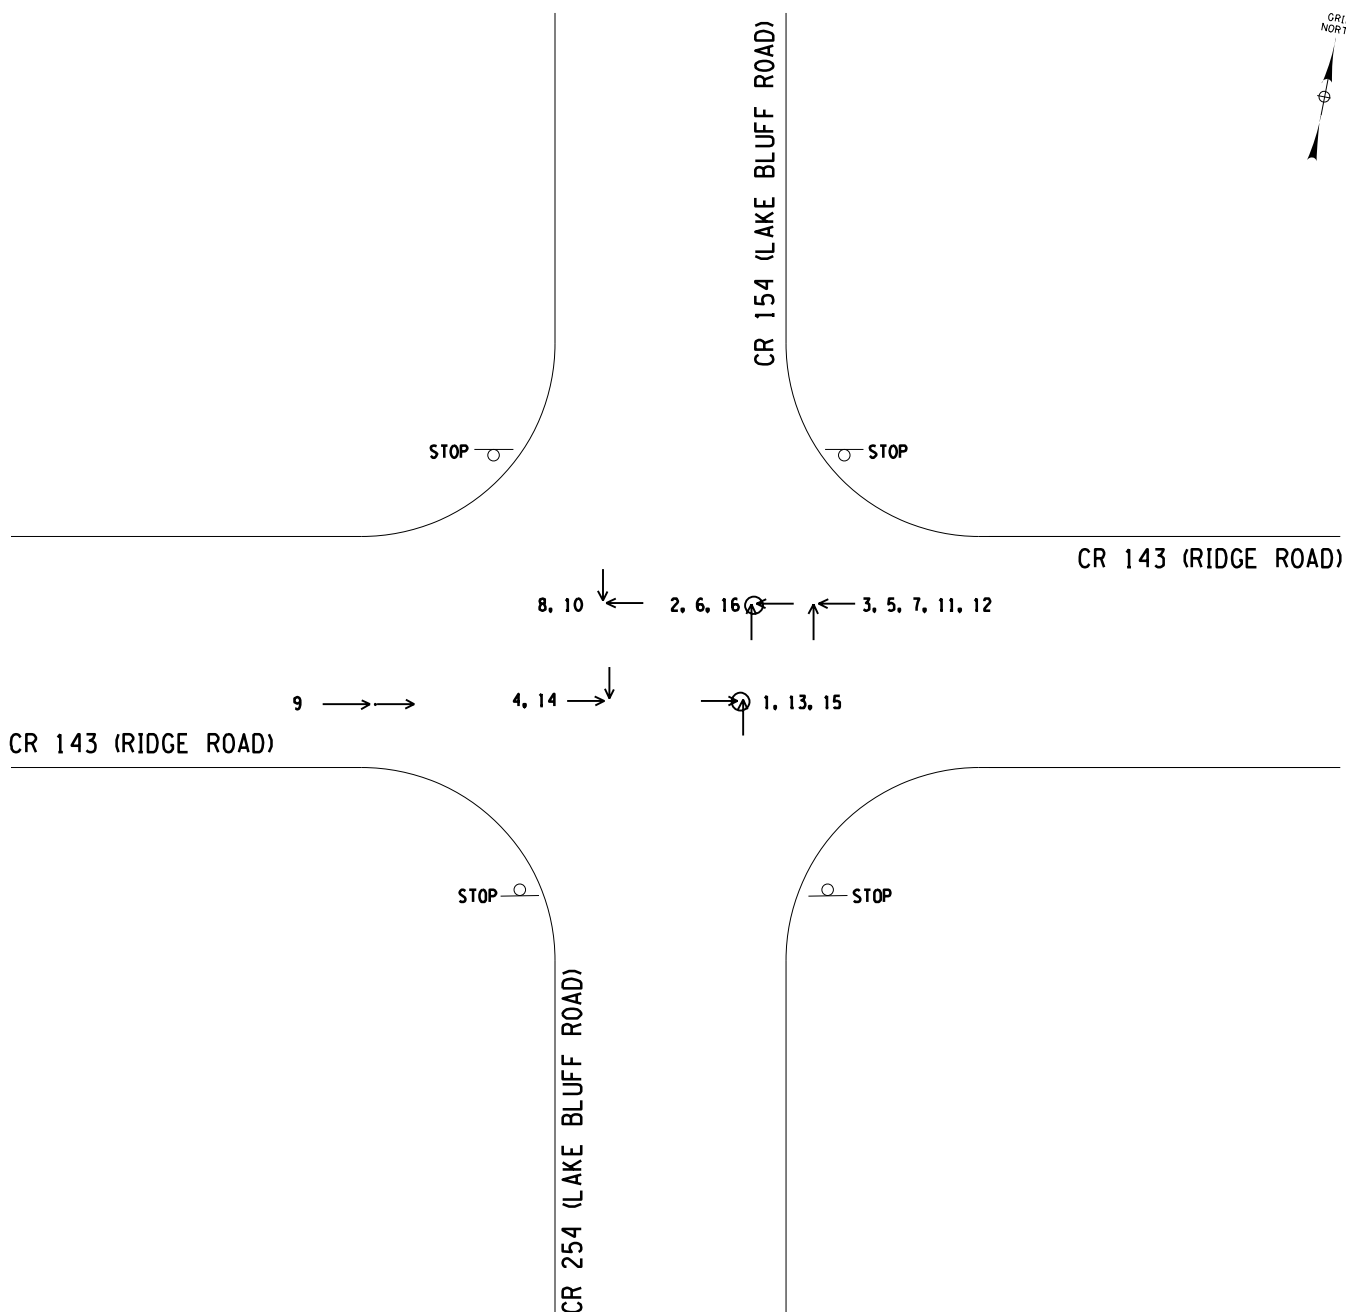 CR 154 (LAKE BLUFF ROAD)
STOP
STOP
CR 143 (RIDGE ROAD)
8, 10
2, 6, 16
3, 5, 7, 11, 12
9
4, 14
1, 13, 15
CR 143 (RIDGE ROAD)
STOP
STOP
CR 254 (LAKE BLUFF ROAD)